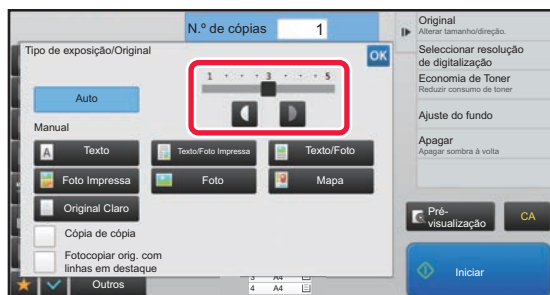 N.º de cópias 1
Tipo de exposição/Original
OK
1 3 5
Auto
Manual
A Texto
Texto/Foto Impressa
Texto/Foto
Foto Impressa
Foto
Mapa
Original Claro
Cópia de cópia
Fotocopiar orig. com
linhas em destaque
Outros
3 A4
4 A4
Original
Alterar tamanho/direção.
Seleccionar resolução
de digitalização
Economia de Toner
Reduzir consumo de toner
Ajuste do fundo
Apagar
Apagar sombra à volta
Pré-
visualização
CA
Iniciar